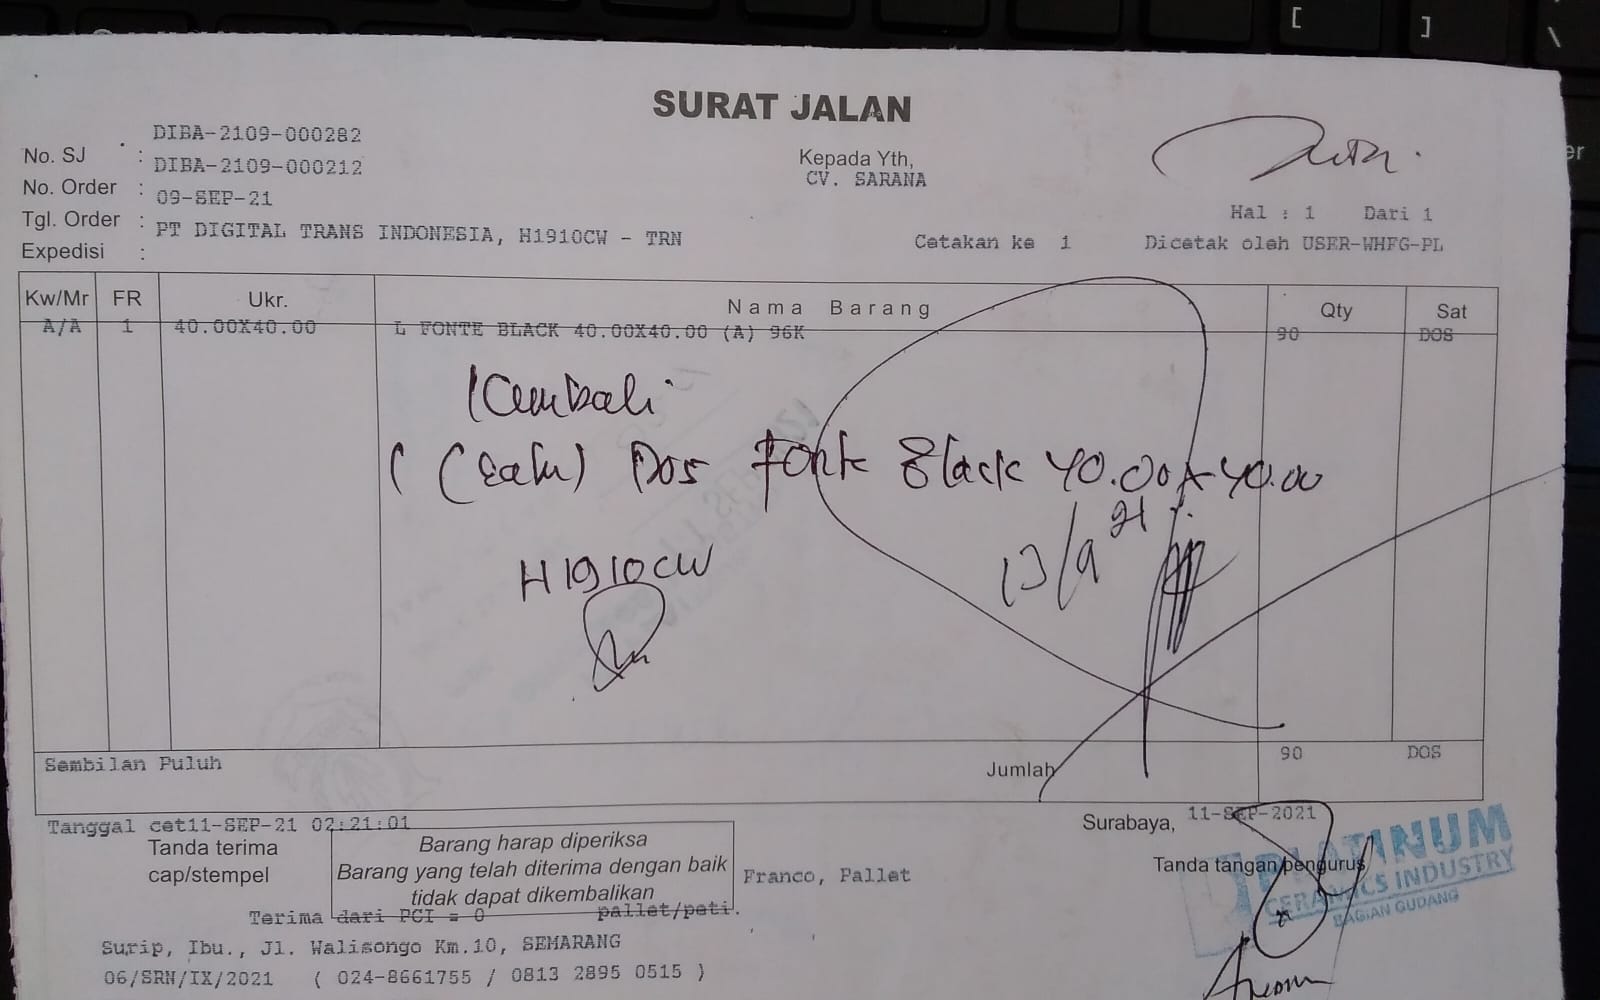 SURAT JALAN
No. SJ : DIBA-2109-000282
No. Order : DIBA-2109-000212
Tgl. Order : 09-SEP-21
Expedisi : PT DIGITAL TRANS INDONESIA, H1910CW - TRN
Kepada Yth,
CV. SARANA
Hal : 1 Dari 1
Cetakan ke 1 Dicetak oleh USER-WHFG-PL
Kw/Mr FR Ukr. Nama Barang Qty Sat
A/A 1 40.00X40.00 L FONTE BLACK 40.00X40.00 (A) 96K 90 DOS
Kembali
1 (Satu) Dos Fonte Black 40.00X40.00
13/9 21
H1910CW
Sembilan Puluh Jumlah 90 DOS
Tanggal cet11-SEP-21 02:21:01
Surabaya, 11-SEP-2021
Tanda terima
cap/stempel
Barang harap diperiksa
Barang yang telah diterima dengan baik
tidak dapat dikembalikan
Franco, Pallet
Tanda tangan/pengurus
PLATINUM
CERAMICS INDUSTRY
BAGIAN GUDANG
Terima dari PCI = 0 pallet/peti.
Surip, Ibu., Jl. Walisongo Km.10, SEMARANG
06/SRN/IX/2021 ( 024-8661755 / 0813 2895 0515 )
[
]
\